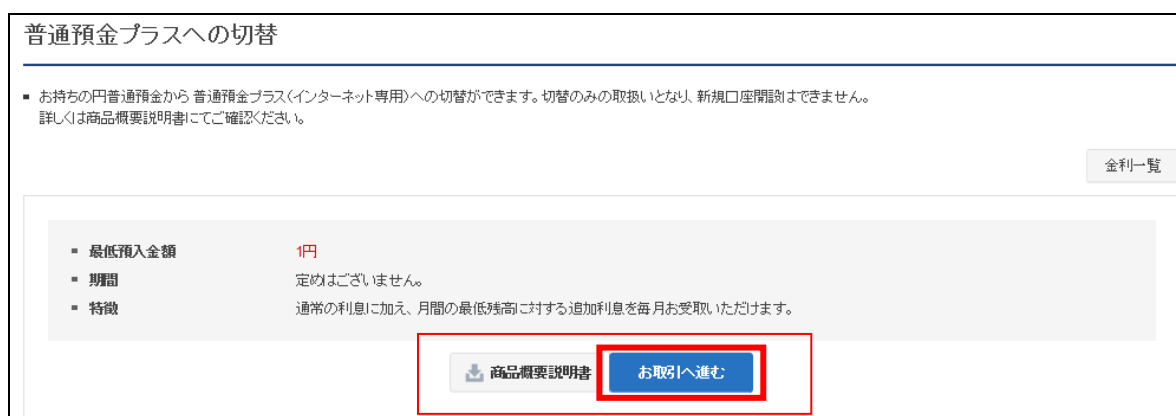 普通預金プラスへの切替
▪ お持ちの円普通預金から 普通預金プラス(インターネット専用)への切替ができます。切替のみの取扱いとなり、新規口座開設はできません。
詳しくは商品概要説明書にてご確認ください。
金利一覧
▪ 最低預入金額 1円
▪ 期間 定めはございません。
▪ 特徴 通常の利息に加え、月間の最低残高に対する追加利息を毎月お受取いただけます。
商品概要説明書 お取引へ進む